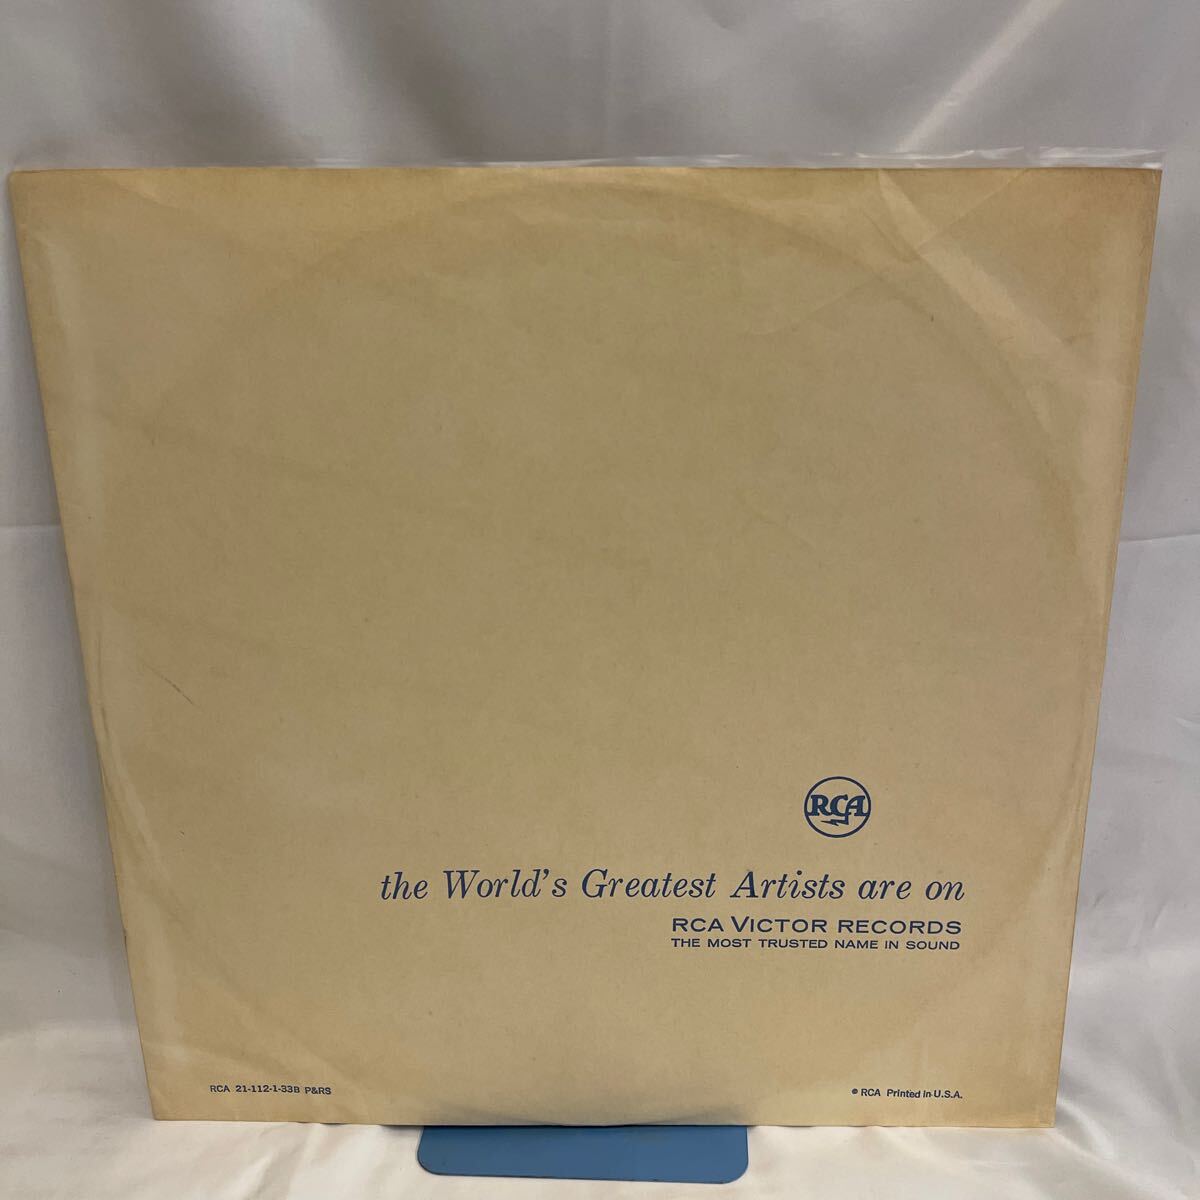 RCA
the World's Greatest Artists are on
RCA VICTOR RECORDS
THE MOST TRUSTED NAME IN SOUND
RCA 21-112-1-33B P&RS
© RCA Printed in U.S.A.